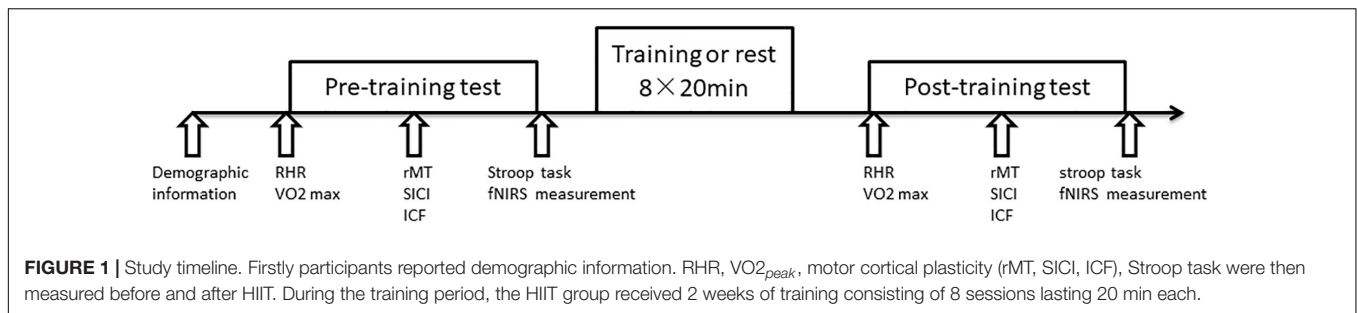 Pre-training test
Training or rest
8×20min
Post-training test
Demographic
information
RHR
VO2 max
rMT
SICI
ICF
Stroop task
fNIRS measurement
RHR
VO2 max
rMT
SICI
ICF
stroop task
fNIRS measurement
FIGURE 1 | Study timeline. Firstly participants reported demographic information. RHR, VO2peak, motor cortical plasticity (rMT, SICI, ICF), Stroop task were then
measured before and after HIIT. During the training period, the HIIT group received 2 weeks of training consisting of 8 sessions lasting 20 min each.